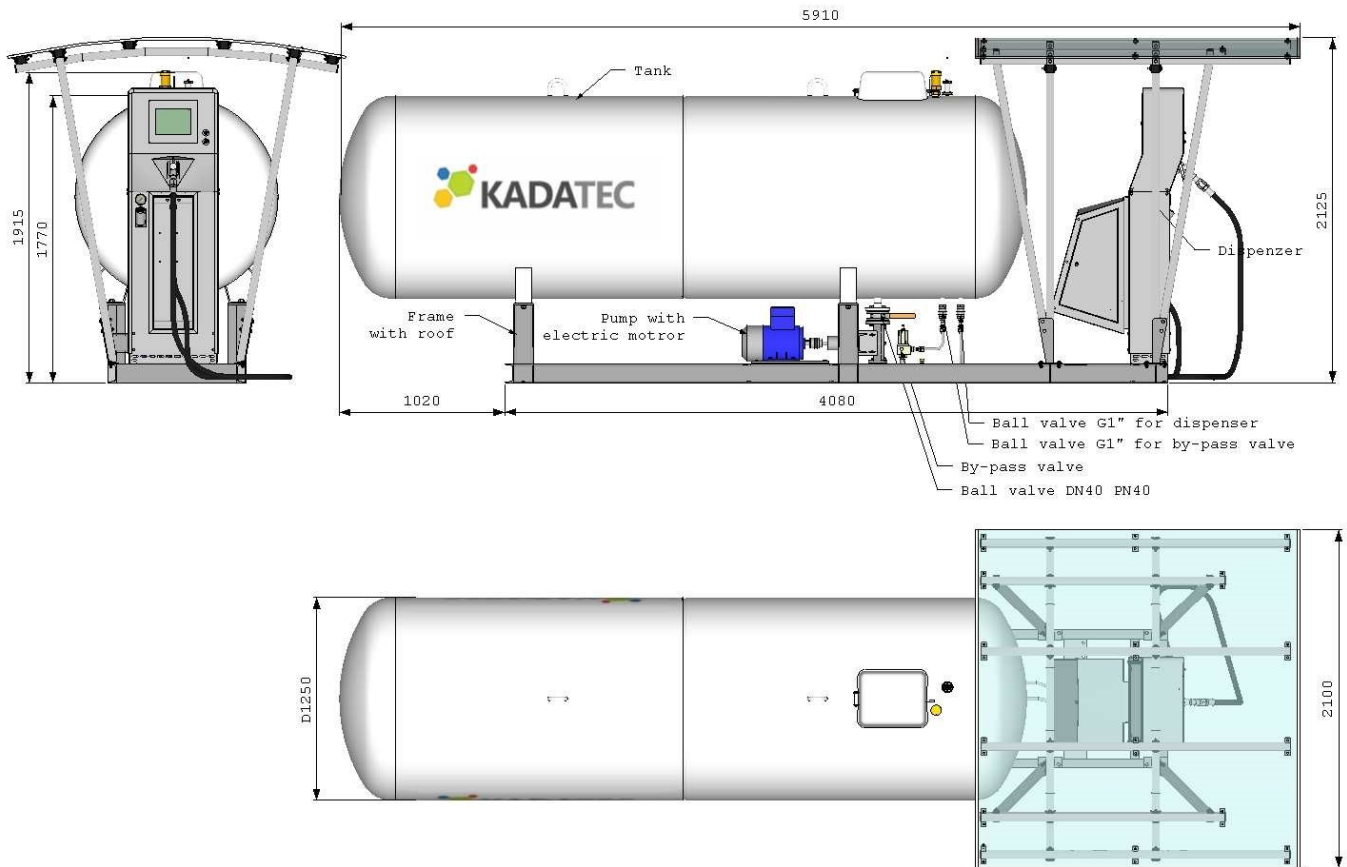 5910
Tank
KADATEC
1915
1770
2125
Dispenzer
Frame
with roof
Pump with
electric motror
1020
4080
Ball valve G1" for dispenser
Ball valve G1" for by-pass valve
By-pass valve
Ball valve DN40 PN40
D1250
2100